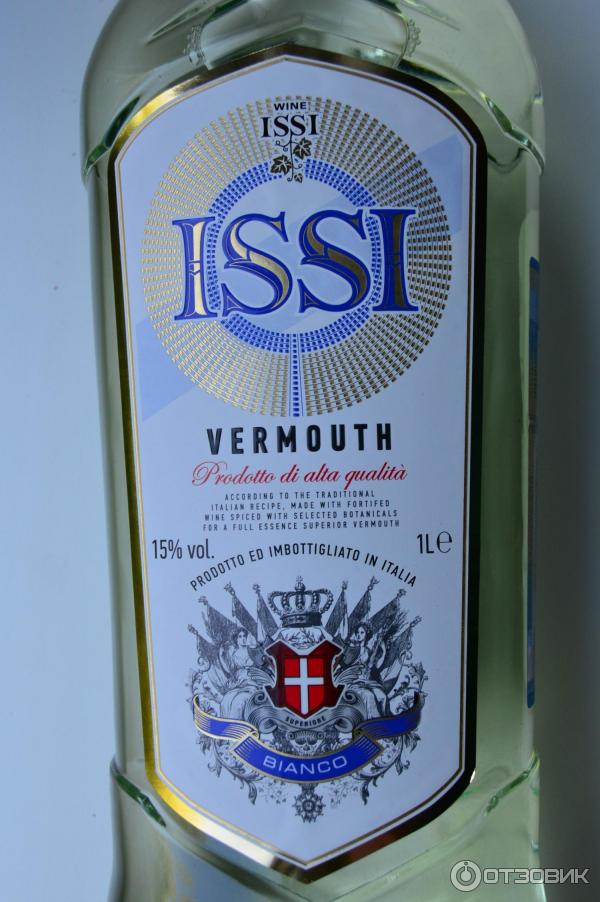 WINE
ISSI
ISSI
VERMOUTH
Prodotto di alta qualità
ACCORDING TO THE TRADITIONAL
ITALIAN RECIPE, MADE WITH FORTIFED
WINE SPICED WITH SELECTED BOTANICALS
FOR A FULL ESSENCE SUPERIOR VERMOUTH
15% vol. 1L℮
PRODOTTO ED IMBOTTIGLIATO IN ITALIA
SUPERIORE
BIANCO
ОТЗОВИК